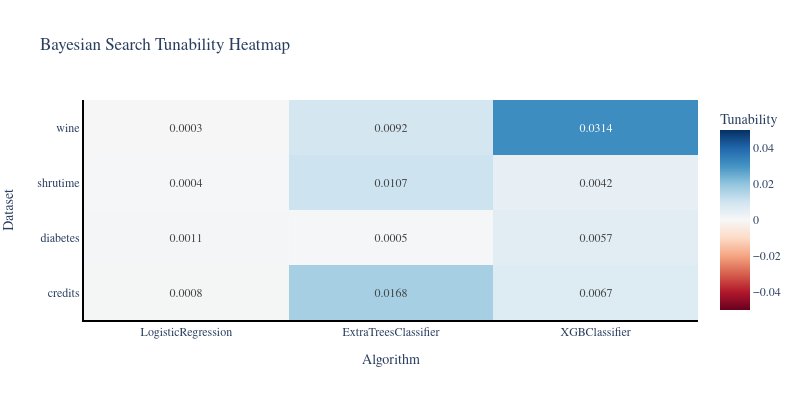 Bayesian Search Tunability Heatmap
Tunability
wine 0.0003 0.0092 0.0314
shrutime 0.0004 0.0107 0.0042
diabetes 0.0011 0.0005 0.0057
credits 0.0008 0.0168 0.0067
Dataset
LogisticRegression ExtraTreesClassifier XGBClassifier
Algorithm
0.04
0.02
0
−0.02
−0.04